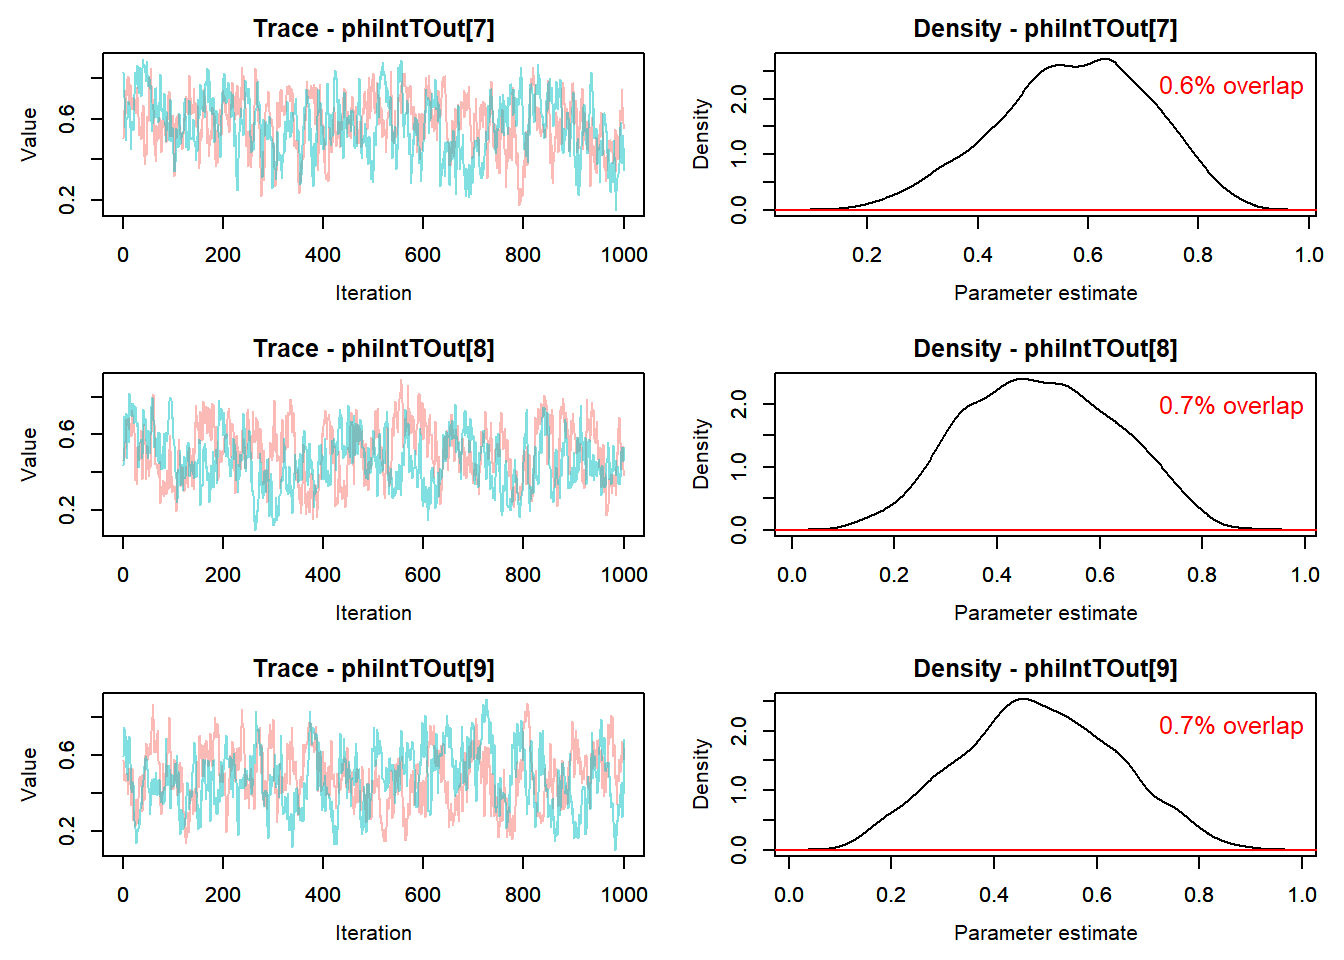 Trace - phiIntTOut[7]
Value
0.2
0.6
0
200
400
600
800
1000
Iteration
Density - phiIntTOut[7]
0.6% overlap
Density
0.0
1.0
2.0
0.2
0.4
0.6
0.8
1.0
Parameter estimate
Trace - phiIntTOut[8]
Value
0.2
0.6
0
200
400
600
800
1000
Iteration
Density - phiIntTOut[8]
0.7% overlap
Density
0.0
1.0
2.0
0.0
0.2
0.4
0.6
0.8
1.0
Parameter estimate
Trace - phiIntTOut[9]
Value
0.2
0.6
0
200
400
600
800
1000
Iteration
Density - phiIntTOut[9]
0.7% overlap
Density
0.0
1.0
2.0
0.0
0.2
0.4
0.6
0.8
1.0
Parameter estimate